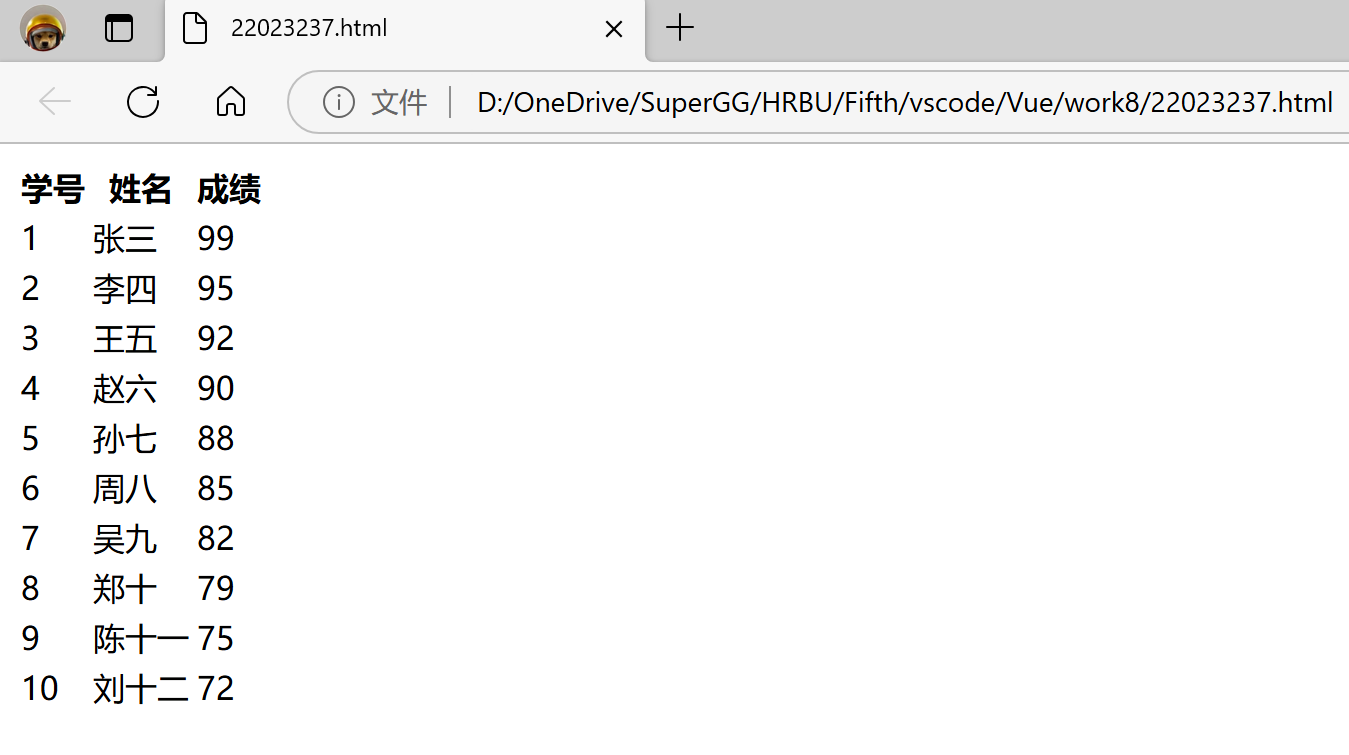 22023237.html
文件 D:/OneDrive/SuperGG/HRBU/Fifth/vscode/Vue/work8/22023237.html
学号 姓名 成绩
1 张三 99
2 李四 95
3 王五 92
4 赵六 90
5 孙七 88
6 周八 85
7 吴九 82
8 郑十 79
9 陈十一 75
10 刘十二 72